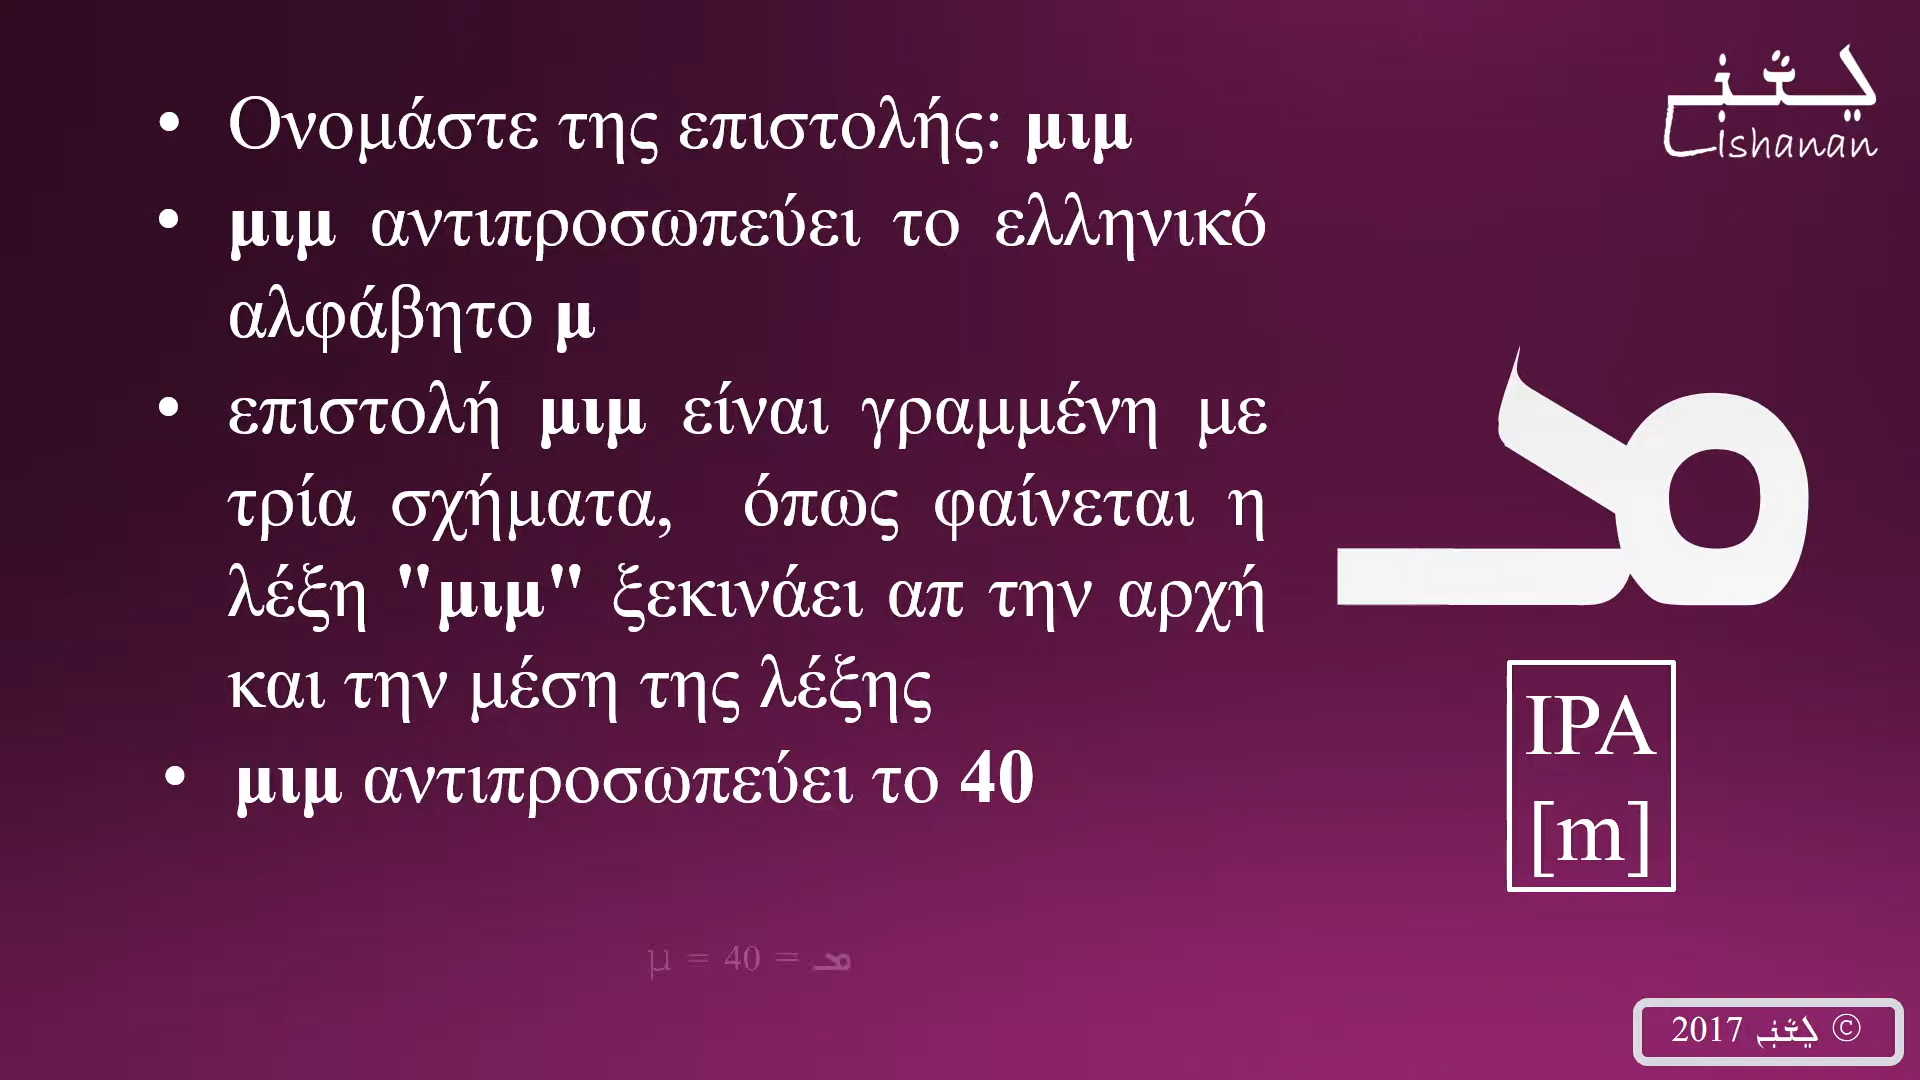 • Ονομάστε της επιστολής: μιμ
• μιμ αντιπροσωπεύει το ελληνικό
αλφάβητο μ
• επιστολή μιμ είναι γραμμένη με
τρία σχήματα, όπως φαίνεται η
λέξη "μιμ" ξεκινάει απ την αρχή
και την μέση της λέξης
• μιμ αντιπροσωπεύει το 40
μ = 40 = ܡـ
ܠܫܢܢ
Lishanan
ܡـ
IPA
[m]
2017 ܠܫܢܢ ©